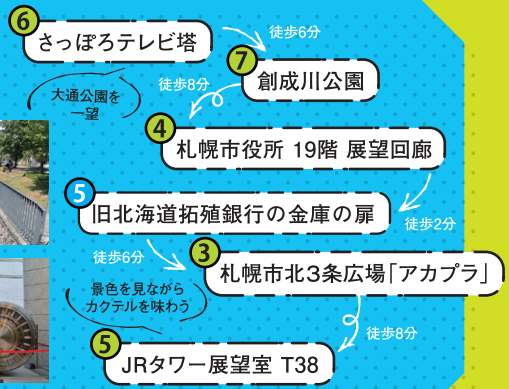 6
さっぽろテレビ塔
徒歩6分
7
創成川公園
大通公園を
一望
徒歩8分
4
札幌市役所 19階 展望回廊
徒歩2分
5
旧北海道拓殖銀行の金庫の扉
徒歩6分
3
札幌市北3条広場「アカプラ」
景色を見ながら
カクテルを味わう
徒歩8分
5
JRタワー展望室 T38